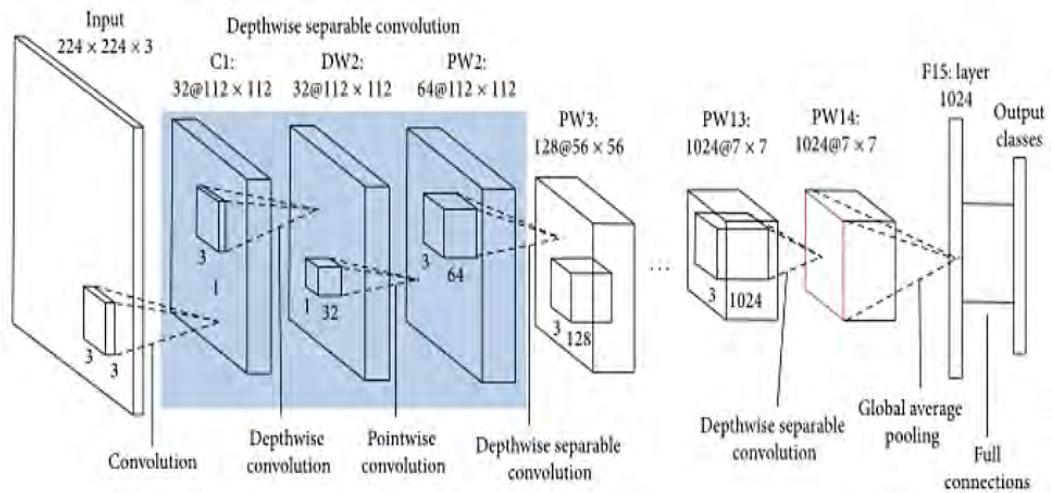 Input
224 × 224 × 3
Depthwise separable convolution
C1:
32@112 × 112
DW2:
32@112 × 112
PW2:
64@112 × 112
PW3:
128@56 × 56
PW13:
1024@7 × 7
PW14:
1024@7 × 7
F15: layer
1024
Output
classes
3
3
3
1
1
32
3
64
3
128
...
3
1024
Convolution
Depthwise
convolution
Pointwise
convolution
Depthwise separable
convolution
Depthwise separable
convolution
Global average
pooling
Full
connections